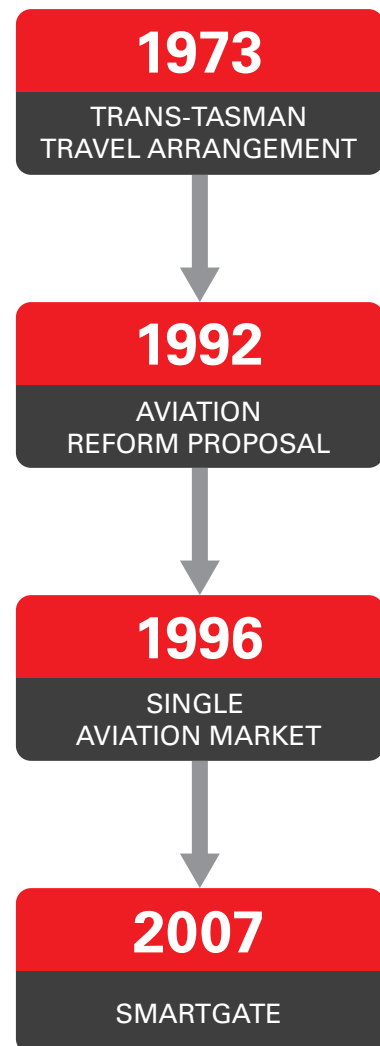 1973
TRANS-TASMAN
TRAVEL ARRANGEMENT
1992
AVIATION
REFORM PROPOSAL
1996
SINGLE
AVIATION MARKET
2007
SMARTGATE